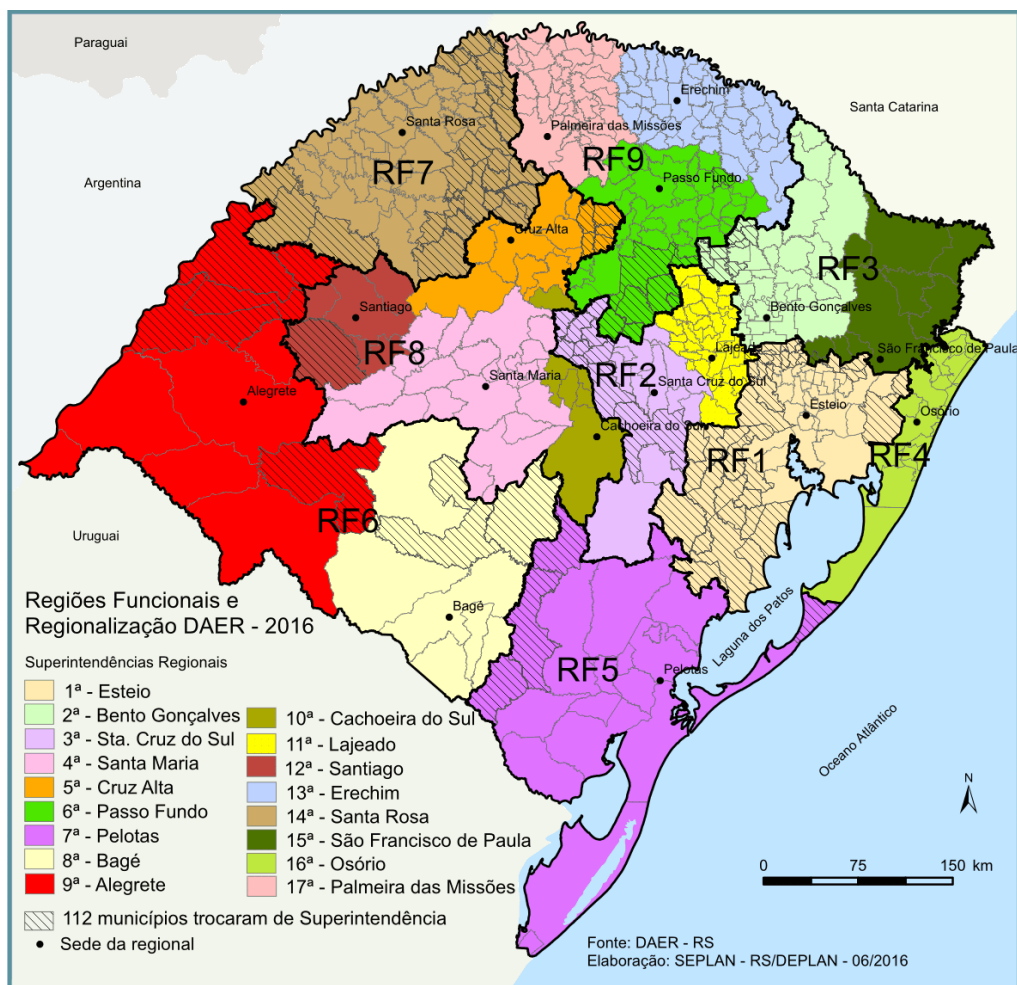 Paraguai
Santa Catarina
Argentina
Erechim
Santa Rosa
Palmeira das Missões
RF7
RF9
Passo Fundo
Cruz Alta
RF3
Santiago
Bento Gonçalves
RF8
Lajeado
São Francisco de Paula
RF2
Santa Maria
Santa Cruz do Sul
Alegrete
Esteio
Osório
Cachoeira do Sul
RF1
RF4
RF6
Uruguai
Regiões Funcionais e
Regionalização DAER - 2016
Bagé
Laguna dos Patos
RF5
Pelotas
Oceano Atlântico
Superintendências Regionais
1ª - Esteio
2ª - Bento Gonçalves
3ª - Sta. Cruz do Sul
4ª - Santa Maria
5ª - Cruz Alta
6ª - Passo Fundo
7ª - Pelotas
8ª - Bagé
9ª - Alegrete
10ª - Cachoeira do Sul
11ª - Lajeado
12ª - Santiago
13ª - Erechim
14ª - Santa Rosa
15ª - São Francisco de Paula
16ª - Osório
17ª - Palmeira das Missões
112 municípios trocaram de Superintendência
Sede da regional
N
0 75 150 km
Fonte: DAER - RS
Elaboração: SEPLAN - RS/DEPLAN - 06/2016